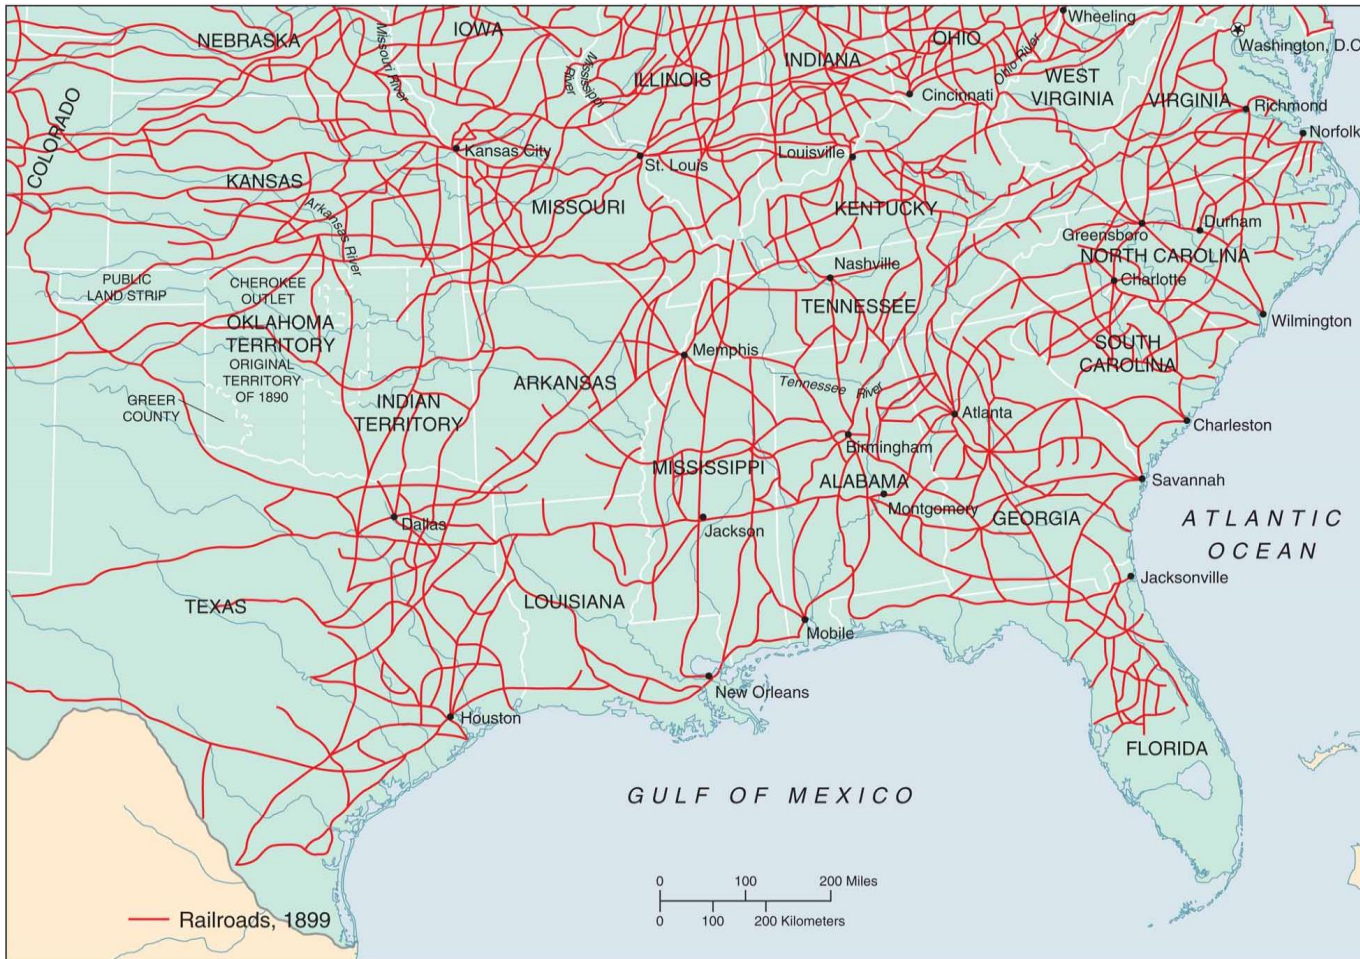 Wheeling
IOWA
NEBRASKA
OHIO
Washington, D.C
Missouri River
Mississippi
River
INDIANA
Ohio River
ILLINOIS
WEST
VIRGINIA
Cincinnati
VIRGINIA
Richmond
COLORADO
Norfolk
Kansas City
St. Louis
Louisville
KANSAS
MISSOURI
KENTUCKY
Arkansas River
Durham
Greensboro
NORTH CAROLINA
Nashville
Charlotte
PUBLIC
LAND STRIP
CHEROKEE
OUTLET
TENNESSEE
OKLAHOMA
TERRITORY
ORIGINAL
TERRITORY
OF 1890
Wilmington
SOUTH
CAROLINA
Memphis
ARKANSAS
Tennessee River
GREER
COUNTY
INDIAN
TERRITORY
Atlanta
Charleston
Birmingham
MISSISSIPPI
ALABAMA
Savannah
Montgomery
GEORGIA
ATLANTIC
OCEAN
Dallas
Jackson
Jacksonville
TEXAS
LOUISIANA
Mobile
New Orleans
Houston
FLORIDA
GULF OF MEXICO
0 100 200 Miles
0 100 200 Kilometers
Railroads, 1899